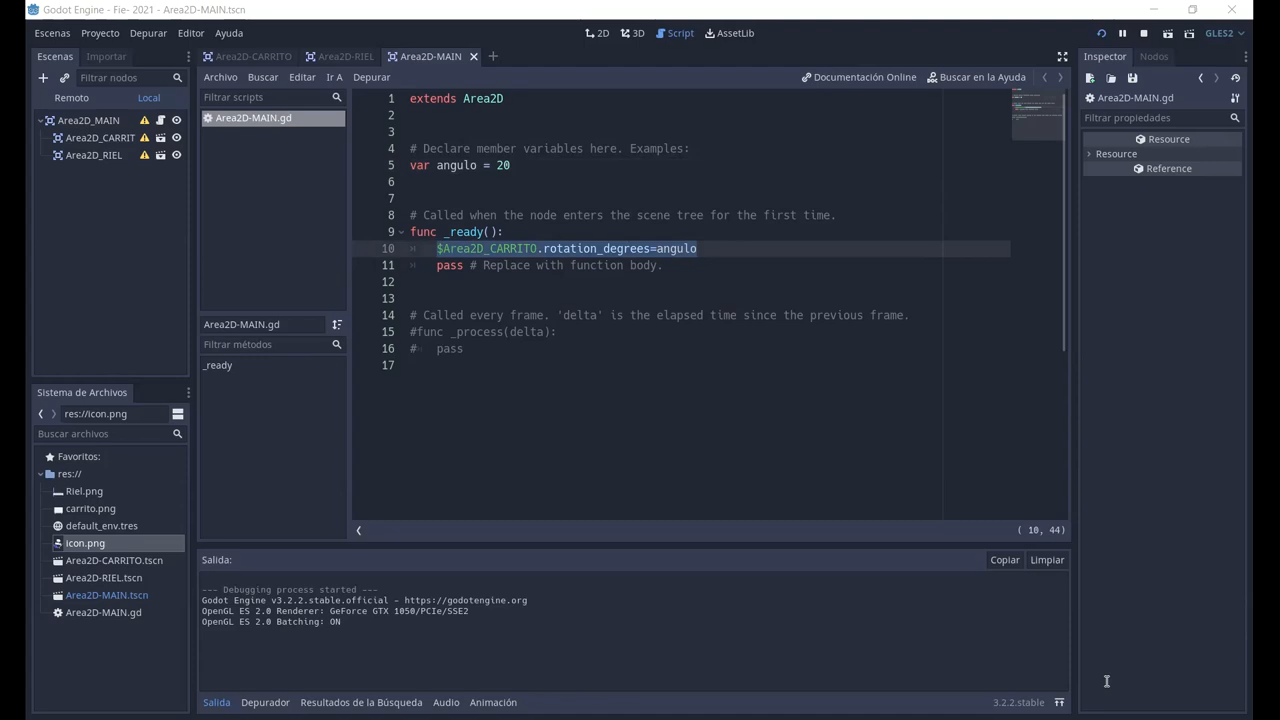 Godot Engine - Fie- 2021 - Area2D-MAIN.tscn
Escenas Proyecto Depurar Editor Ayuda
2D 3D Script AssetLib
GLES2
Escenas Importar
Filtrar nodos
Remoto Local
Area2D_MAIN
Area2D_CARRIT
Area2D_RIEL
Area2D-CARRITO Area2D-RIEL Area2D-MAIN
Archivo Buscar Editar Ir A Depurar
Documentación Online Buscar en la Ayuda
Filtrar scripts
Area2D-MAIN.gd
Area2D-MAIN.gd
Filtrar métodos
_ready
1 extends Area2D
2
3
4 # Declare member variables here. Examples:
5 var angulo = 20
6
7
8 # Called when the node enters the scene tree for the first time.
9 func _ready():
10 $Area2D_CARRITO.rotation_degrees=angulo
11 pass # Replace with function body.
12
13
14 # Called every frame. 'delta' is the elapsed time since the previous frame.
15 #func _process(delta):
16 # pass
17
( 10, 44)
Inspector Nodos
Area2D-MAIN.gd
Filtrar propiedades
Resource
Resource
Reference
Sistema de Archivos
res://icon.png
Buscar archivos
Favoritos:
res://
Riel.png
carrito.png
default_env.tres
icon.png
Area2D-CARRITO.tscn
Area2D-RIEL.tscn
Area2D-MAIN.tscn
Area2D-MAIN.gd
Salida:
Copiar Limpiar
--- Debugging process started ---
Godot Engine v3.2.2.stable.official - https://godotengine.org
OpenGL ES 2.0 Renderer: GeForce GTX 1050/PCIe/SSE2
OpenGL ES 2.0 Batching: ON
Salida Depurador Resultados de la Búsqueda Audio Animación
3.2.2.stable